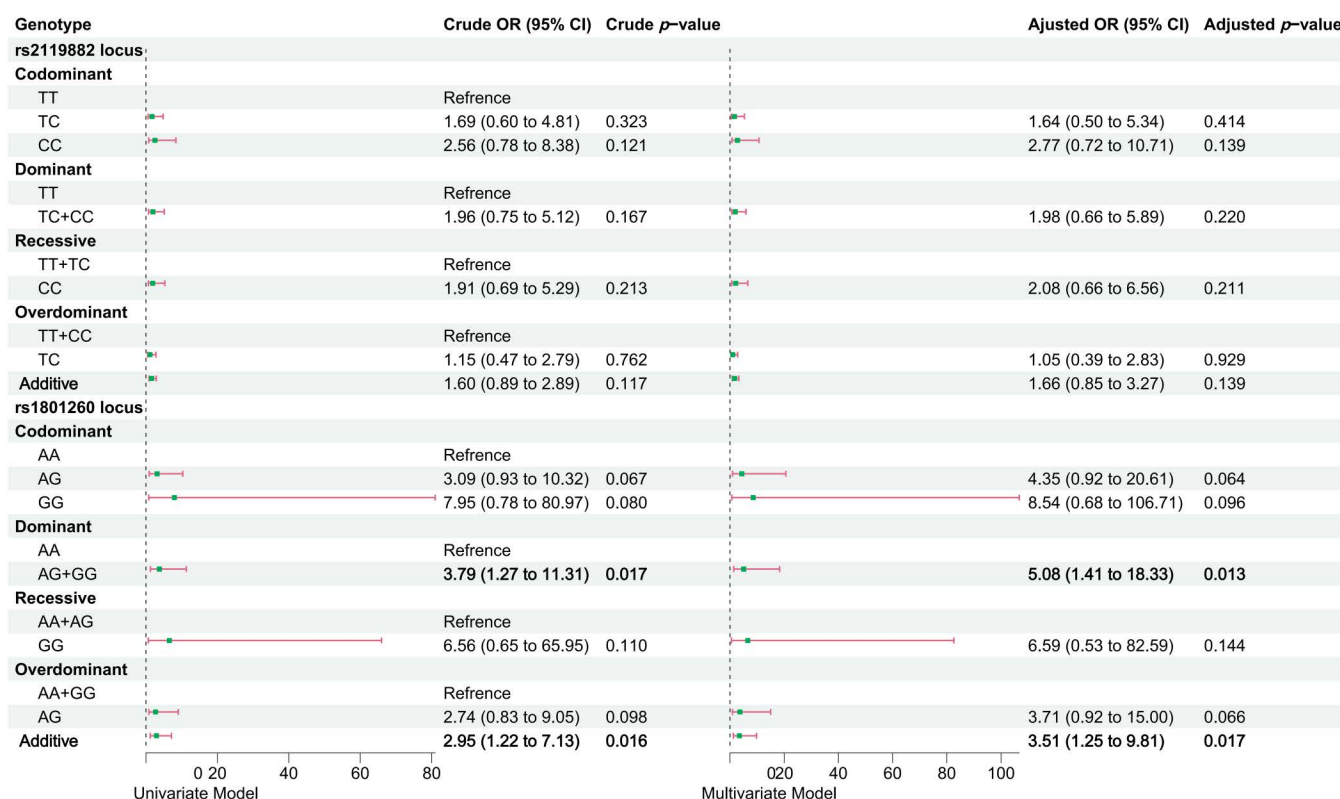 Genotype Crude OR (95% CI) Crude p−value Ajusted OR (95% CI) Adjusted p−value
rs2119882 locus
Codominant
TT Refrence
TC 1.69 (0.60 to 4.81) 0.323 1.64 (0.50 to 5.34) 0.414
CC 2.56 (0.78 to 8.38) 0.121 2.77 (0.72 to 10.71) 0.139
Dominant
TT Refrence
TC+CC 1.96 (0.75 to 5.12) 0.167 1.98 (0.66 to 5.89) 0.220
Recessive
TT+TC Refrence
CC 1.91 (0.69 to 5.29) 0.213 2.08 (0.66 to 6.56) 0.211
Overdominant
TT+CC Refrence
TC 1.15 (0.47 to 2.79) 0.762 1.05 (0.39 to 2.83) 0.929
Additive 1.60 (0.89 to 2.89) 0.117 1.66 (0.85 to 3.27) 0.139
rs1801260 locus
Codominant
AA Refrence
AG 3.09 (0.93 to 10.32) 0.067 4.35 (0.92 to 20.61) 0.064
GG 7.95 (0.78 to 80.97) 0.080 8.54 (0.68 to 106.71) 0.096
Dominant
AA Refrence
AG+GG 3.79 (1.27 to 11.31) 0.017 5.08 (1.41 to 18.33) 0.013
Recessive
AA+AG Refrence
GG 6.56 (0.65 to 65.95) 0.110 6.59 (0.53 to 82.59) 0.144
Overdominant
AA+GG Refrence
AG 2.74 (0.83 to 9.05) 0.098 3.71 (0.92 to 15.00) 0.066
Additive 2.95 (1.22 to 7.13) 0.016 3.51 (1.25 to 9.81) 0.017
0 20 40 60 80 020 40 60 80 100
Univariate Model Multivariate Model